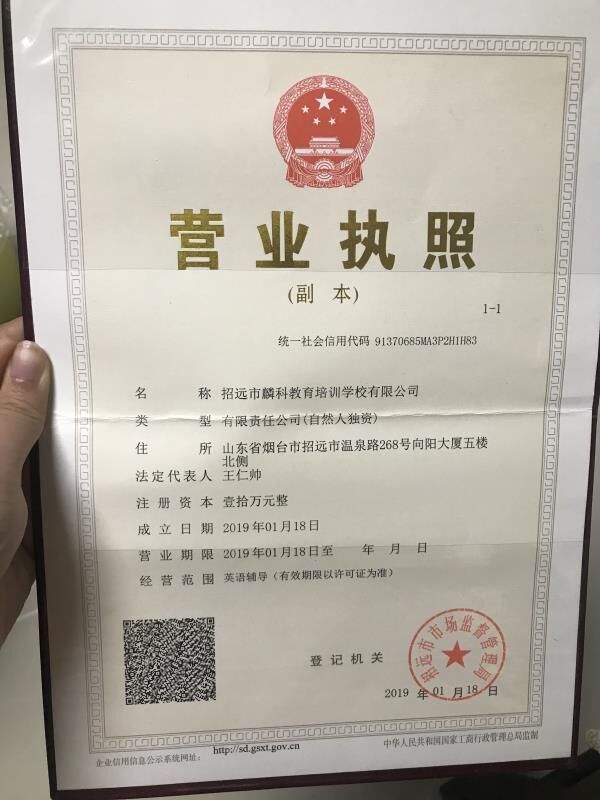 营业执照
(副 本)
1-1
统一社会信用代码 91370685MA3P2H1H83
名 称 招远市麟科教育培训学校有限公司
类 型 有限责任公司(自然人独资)
住 所 山东省烟台市招远市温泉路268号向阳大厦五楼
北侧
法定代表人 王仁帅
注册资本 壹拾万元整
成立日期 2019年01月18日
营业期限 2019年01月18日至 年 月 日
经营范围 英语辅导（有效期限以许可证为准）
登记机关
招远市市场监督管理局
2019 年 01 月 18 日
企业信用信息公示系统网址：
http://sd.gsxt.gov.cn
中华人民共和国国家工商行政管理总局监制